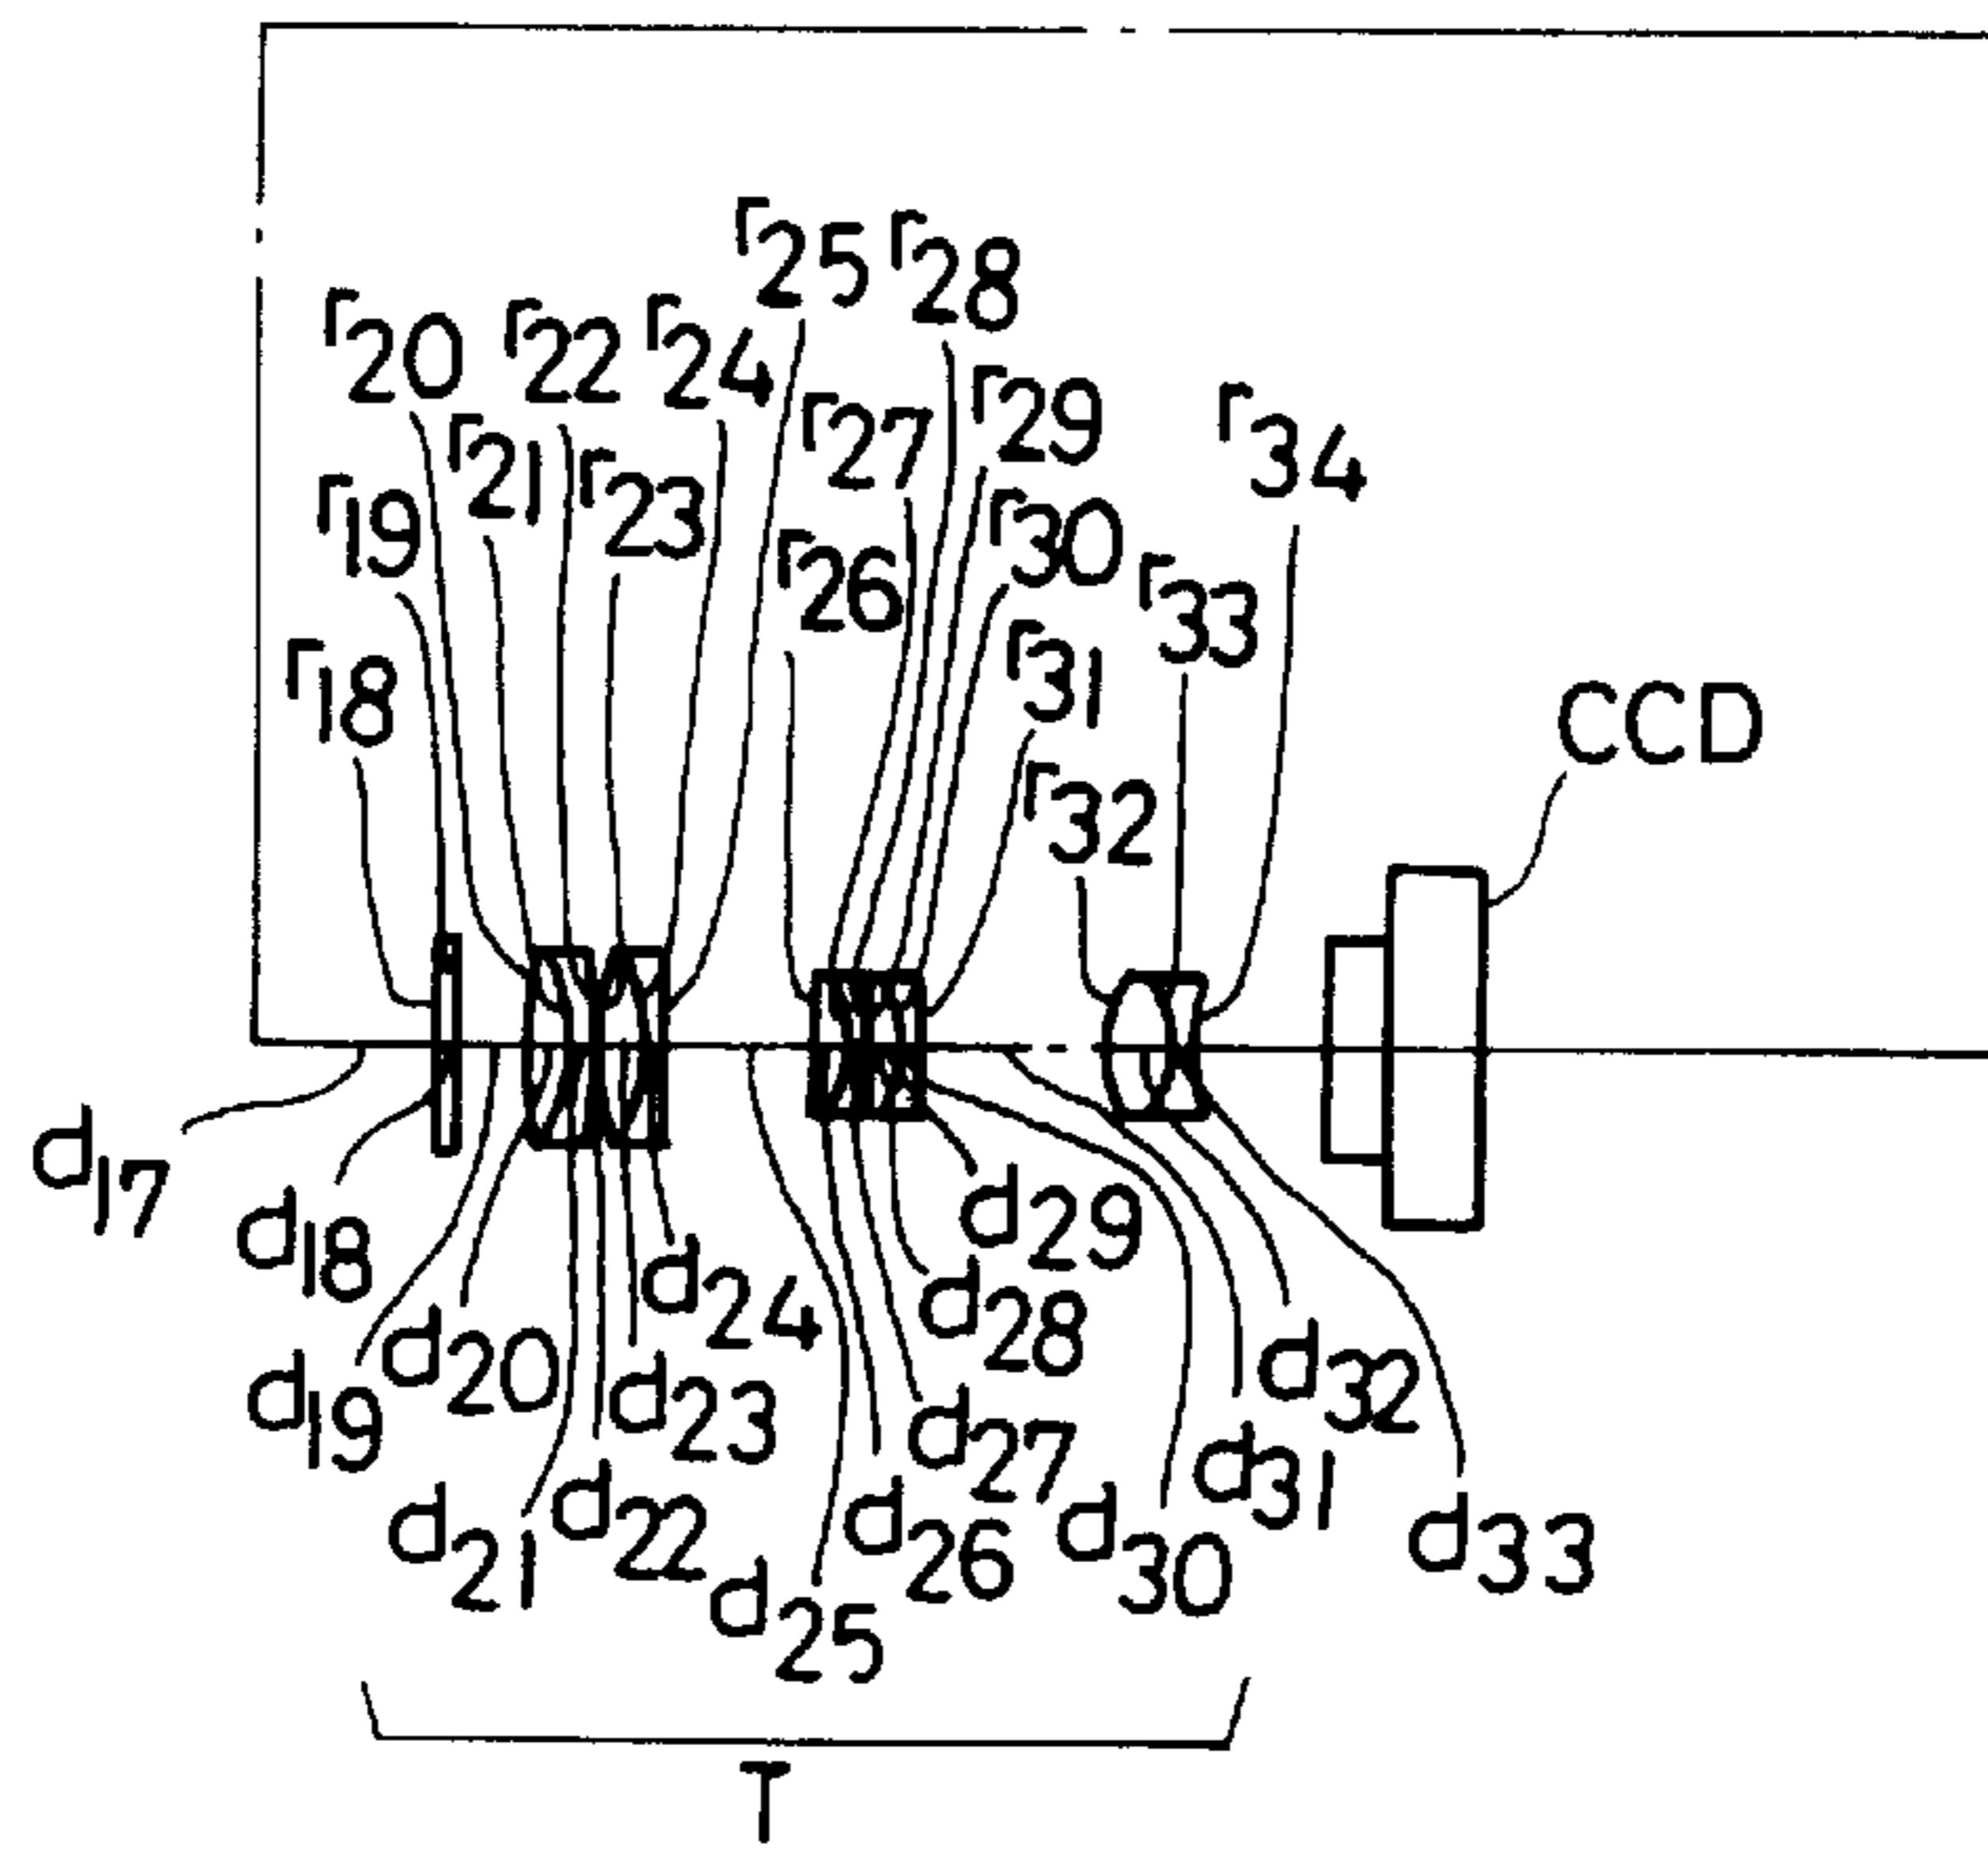 r25 r28
r20 r22 r24
r27 r29 r34
r21 r23
r19 r26 r30
r33
r18 r31
CCD
r32
d17
d18 d29
d24 d28
d20 d32
d19 d23 d27
d31
d21 d22 d26 d30 d33
d25
T